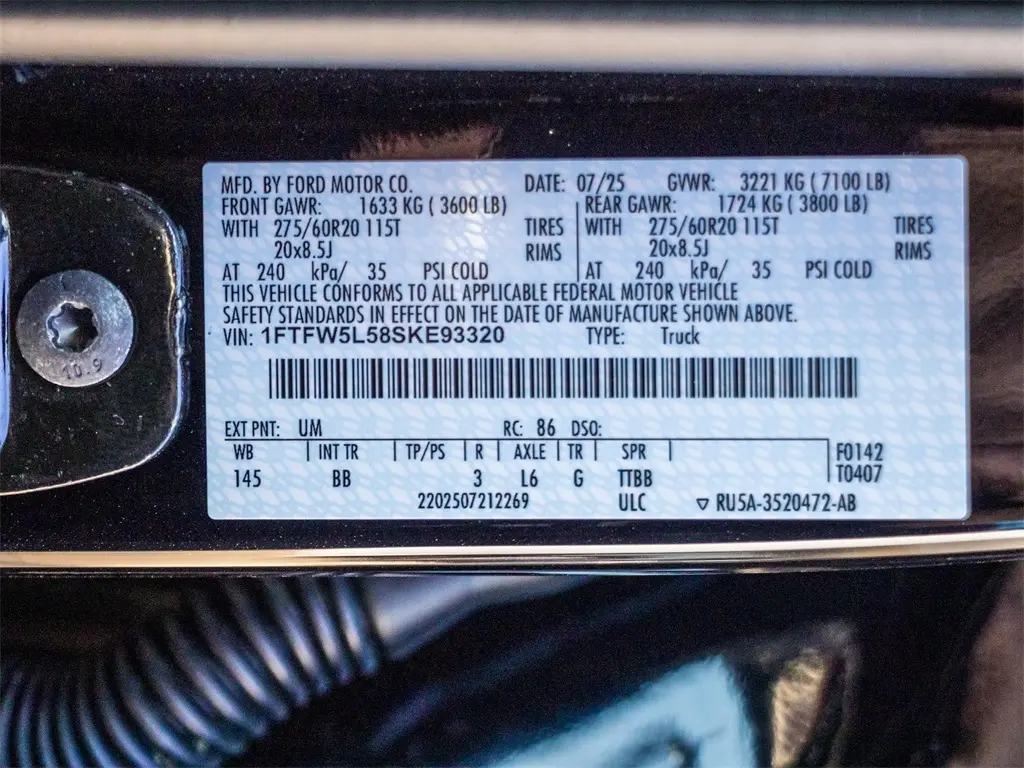 MFD. BY FORD MOTOR CO. DATE: 07/25 GVWR: 3221 KG ( 7100 LB)
FRONT GAWR: 1633 KG ( 3600 LB) REAR GAWR: 1724 KG ( 3800 LB)
WITH 275/60R20 115T TIRES WITH 275/60R20 115T TIRES
20x8.5J RIMS 20x8.5J RIMS
AT 240 kPa/ 35 PSI COLD AT 240 kPa/ 35 PSI COLD
THIS VEHICLE CONFORMS TO ALL APPLICABLE FEDERAL MOTOR VEHICLE
SAFETY STANDARDS IN EFFECT ON THE DATE OF MANUFACTURE SHOWN ABOVE.
VIN: 1FTFW5L58SKE93320 TYPE: Truck
10.9
EXT PNT: UM RC: 86 DSO:
WB INT TR TP/PS R AXLE TR SPR F0142
145 BB 3 L6 G TTBB T0407
2202507212269 ULC ▽ RU5A-3520472-AB